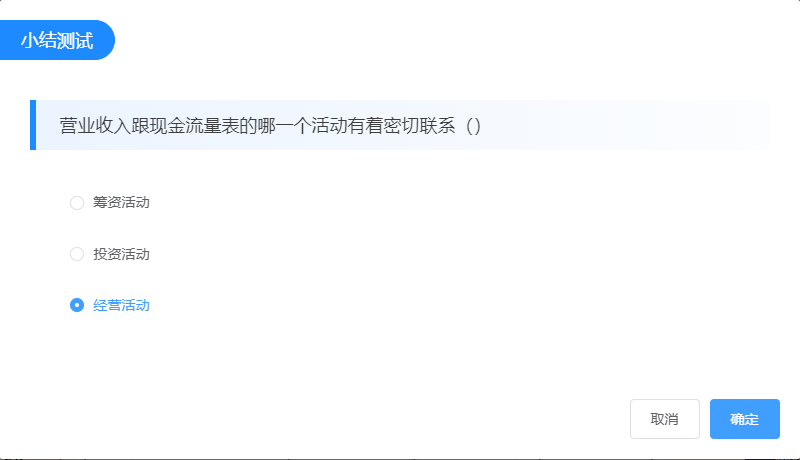 小结测试
营业收入跟现金流量表的哪一个活动有着密切联系（）
筹资活动
投资活动
经营活动
取消
确定